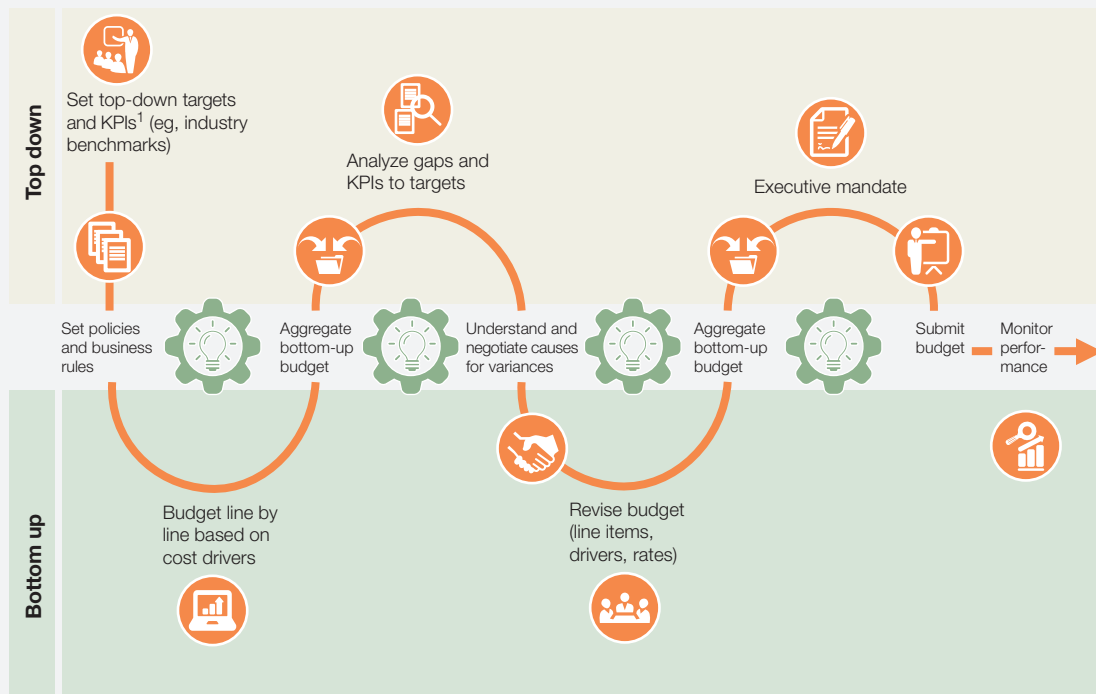 Top down
Set top-down targets
and KPIs¹ (eg, industry
benchmarks)
Analyze gaps and
KPIs to targets
Executive mandate
Set policies
and business
rules
Aggregate
bottom-up
budget
Understand and
negotiate causes
for variances
Aggregate
bottom-up
budget
Submit
budget
Monitor
perfor-
mance
Bottom up
Budget line by
line based on
cost drivers
Revise budget
(line items,
drivers, rates)